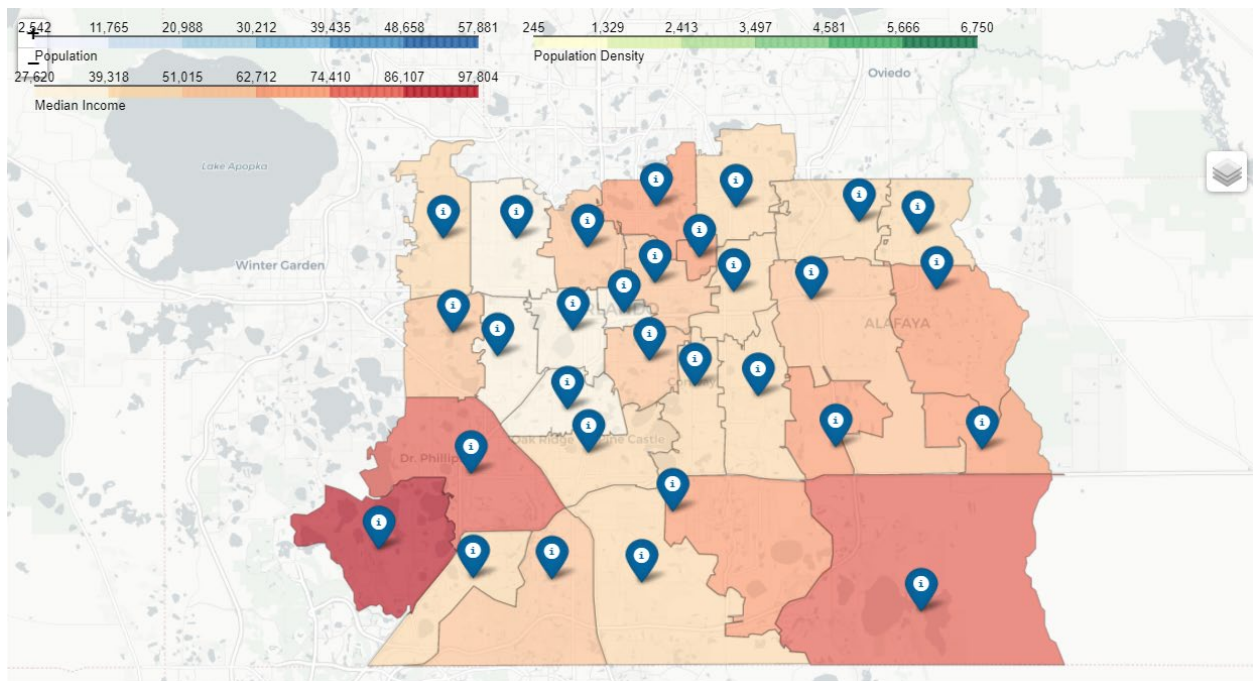 2,542 11,765 20,988 30,212 39,435 48,658 57,881
+
−
Population
245 1,329 2,413 3,497 4,581 5,666 6,750
Population Density
27,620 39,318 51,015 62,712 74,410 86,107 97,804
Median Income
Oviedo
Lake Apopka
Winter Garden
ALAFAYA
Oak Ridge
Pine Castle
Dr. Phillips